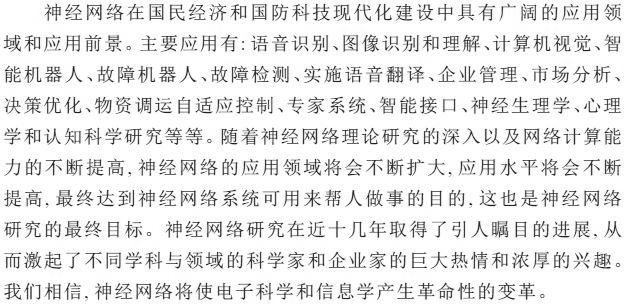 神经网络在国民经济和国防科技现代化建设中具有广阔的应用领
域和应用前景。主要应用有:语音识别、图像识别和理解、计算机视觉、智
能机器人、故障机器人、故障检测、实施语音翻译、企业管理、市场分析、
决策优化、物资调运自适应控制、专家系统、智能接口、神经生理学、心理
学和认知科学研究等等。随着神经网络理论研究的深入以及网络计算能
力的不断提高,神经网络的应用领域将会不断扩大,应用水平将会不断
提高,最终达到神经网络系统可用来帮人做事的目的,这也是神经网络
研究的最终目标。神经网络研究在近十几年取得了引人瞩目的进展,从
而激起了不同学科与领域的科学家和企业家的巨大热情和浓厚的兴趣。
我们相信,神经网络将使电子科学和信息学产生革命性的变革。